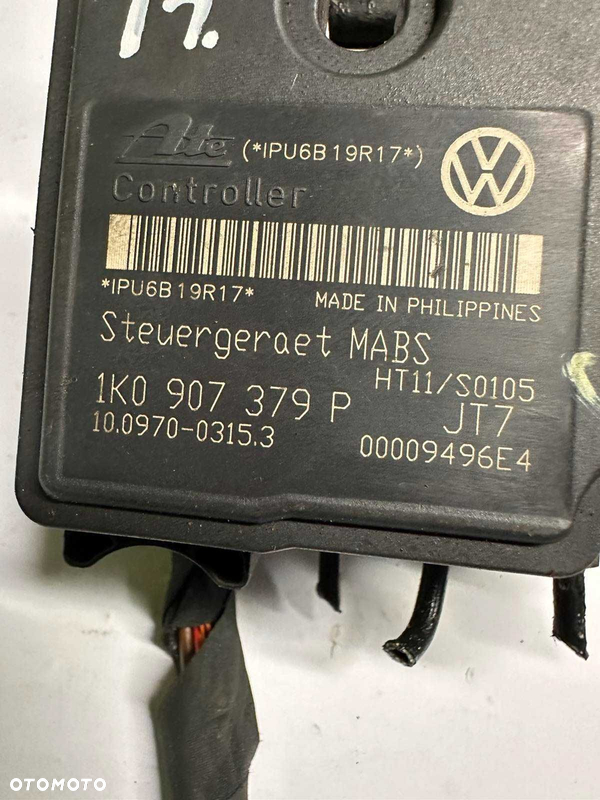 Ate (*IPU6B19R17*)
Controller
*IPU6B19R17*
MADE IN PHILIPPINES
Steuergeraet MABS
HT11/S0105
1K0 907 379 P
JT7
10.0970-0315.3
00009496E4
OTOMOTO